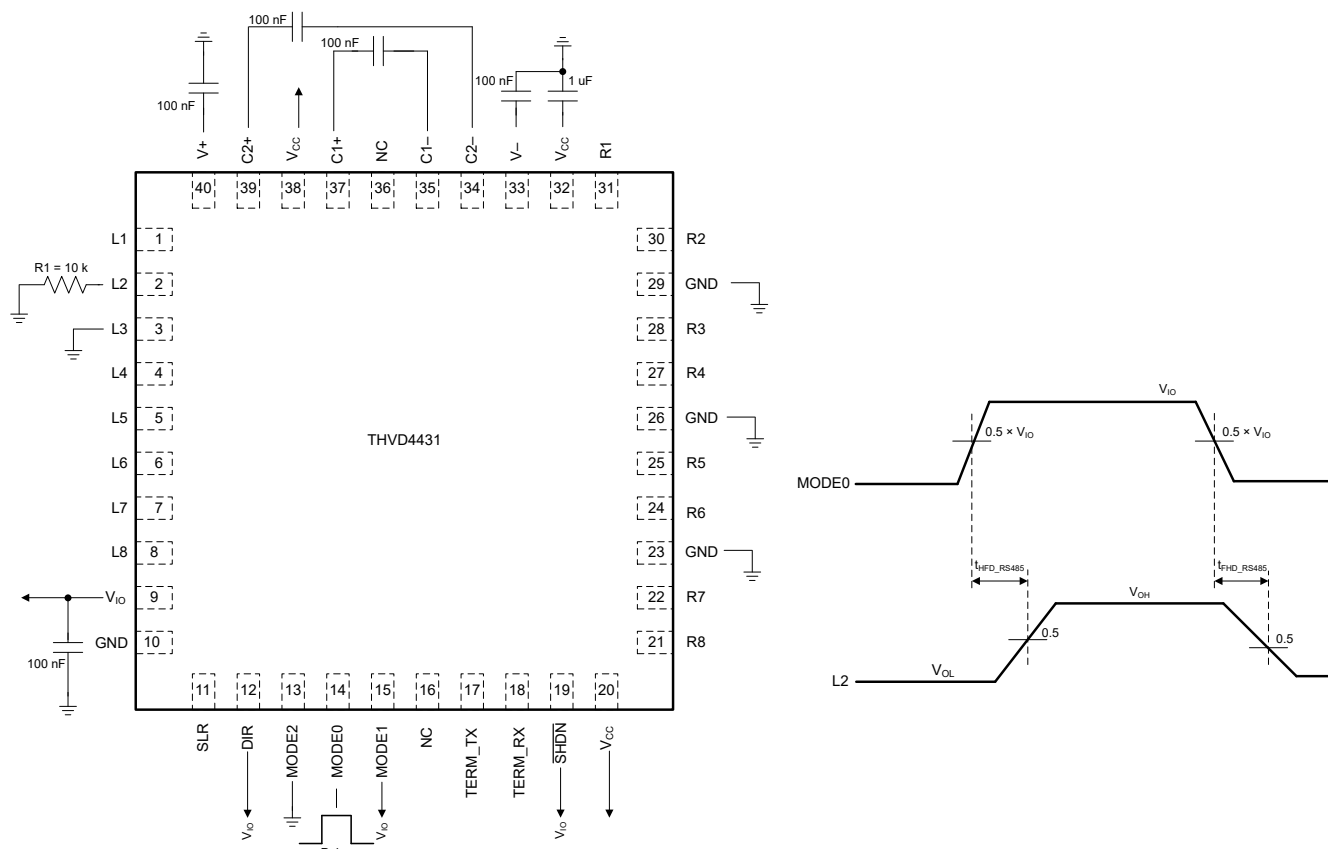 100 nF
100 nF
100 nF
100 nF
1 uF
V+
C2+
VCC
C1+
NC
C1–
C2–
V–
VCC
R1
40
39
38
37
36
35
34
33
32
31
L1 1
R1 = 10 k
L2 2
L3 3
L4 4
L5 5
L6 6
L7 7
L8 8
VIO 9
GND 10
100 nF
THVD4431
30 R2
29 GND
28 R3
27 R4
26 GND
25 R5
24 R6
23 GND
22 R7
21 R8
11
12
13
14
15
16
17
18
19
20
SLR
DIR
MODE2
MODE0
MODE1
NC
TERM_TX
TERM_RX
SHDN
VCC
VIO
VIO
VIO
VIO
0.5 × VIO
0.5 × VIO
MODE0
tHFD_RS485
tFHD_RS485
VOH
0.5
0.5
VOL
L2